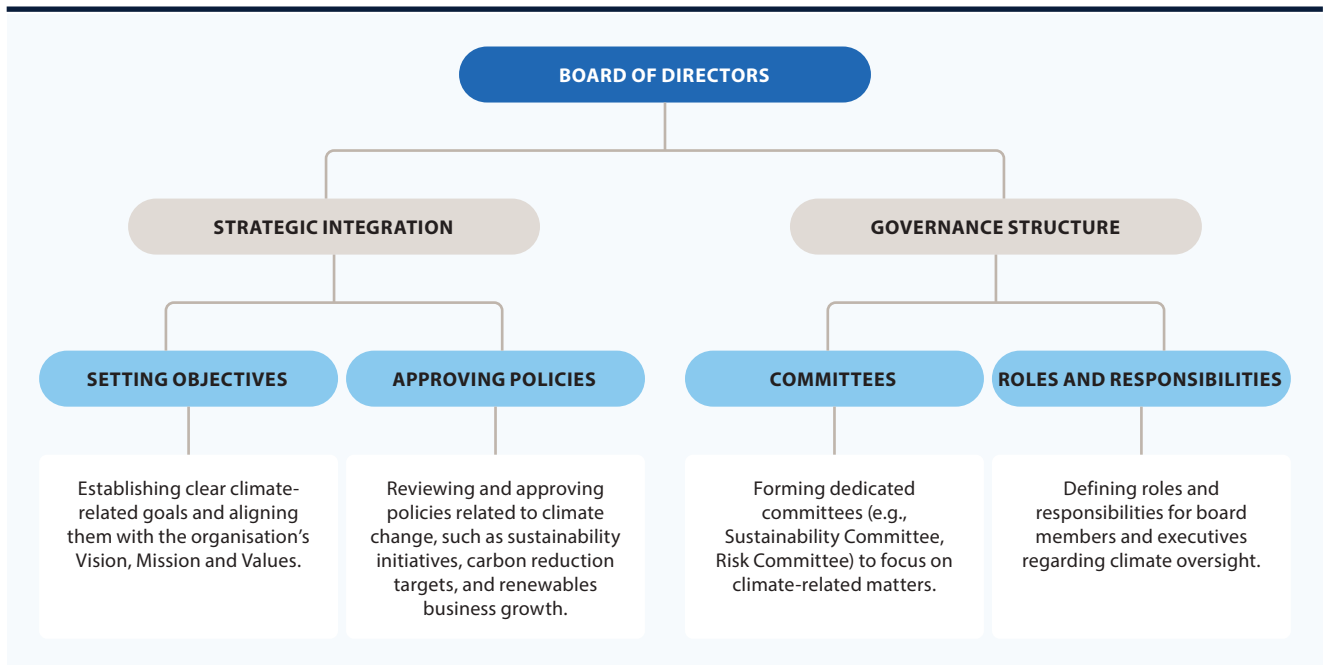 BOARD OF DIRECTORS
STRATEGIC INTEGRATION
GOVERNANCE STRUCTURE
SETTING OBJECTIVES
APPROVING POLICIES
COMMITTEES
ROLES AND RESPONSIBILITIES
Establishing clear climate-
related goals and aligning
them with the organisation’s
Vision, Mission and Values.
Reviewing and approving
policies related to climate
change, such as sustainability
initiatives, carbon reduction
targets, and renewables
business growth.
Forming dedicated
committees (e.g.,
Sustainability Committee,
Risk Committee) to focus on
climate-related matters.
Defining roles and
responsibilities for board
members and executives
regarding climate oversight.